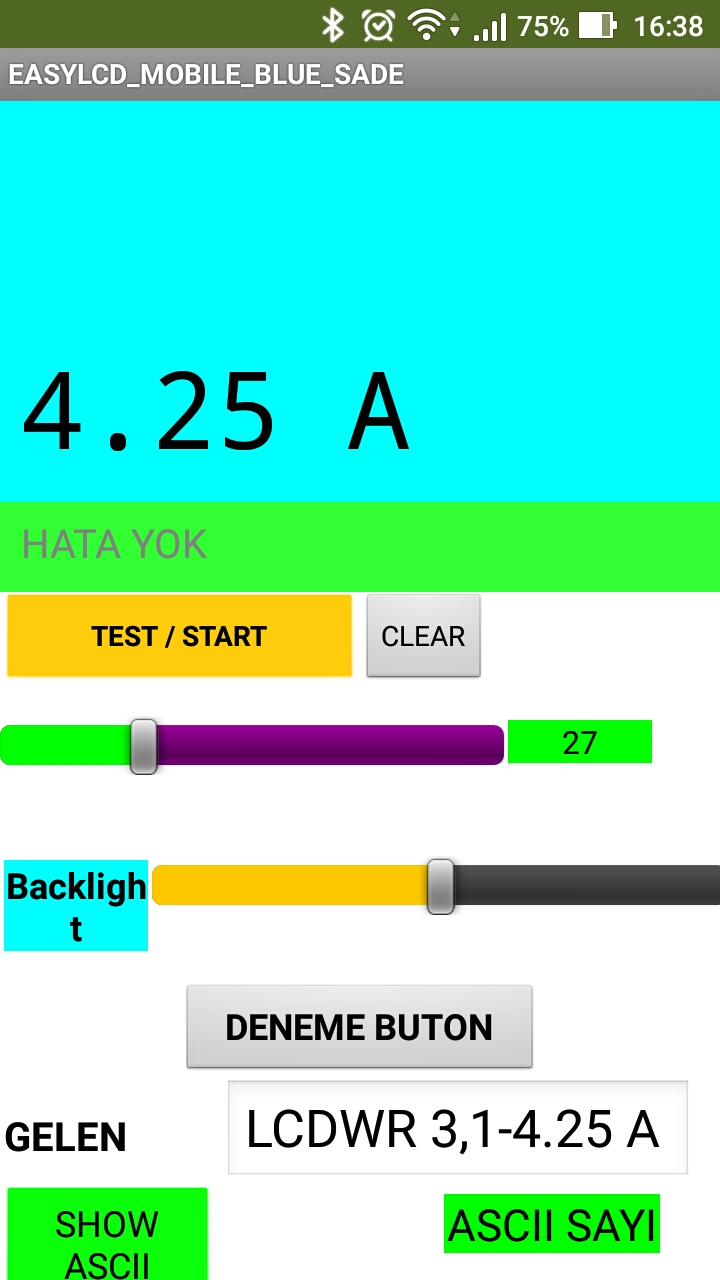 75% 16:38
EASYLCD_MOBILE_BLUE_SADE
4.25 A
HATA YOK
TEST / START CLEAR
27
Backligh
t
DENEME BUTON
GELEN LCDWR 3,1-4.25 A
SHOW
ASCII
ASCII SAYI